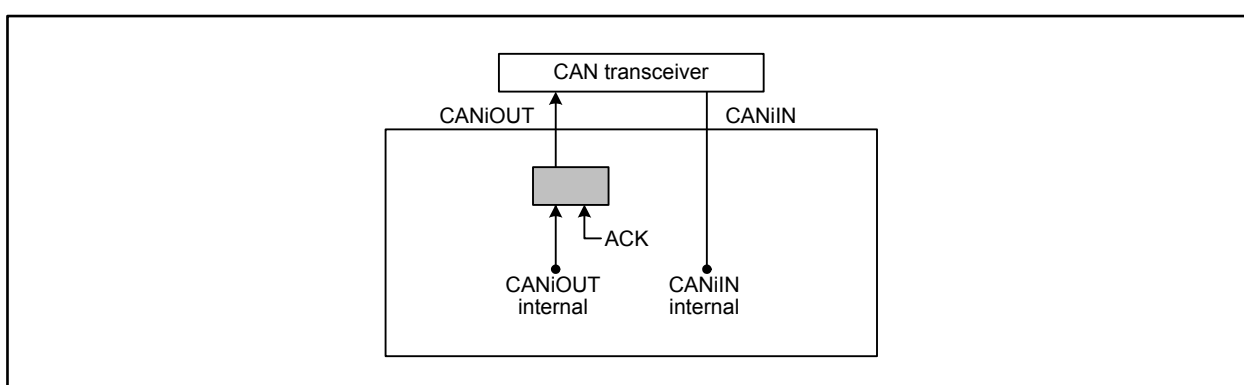 CAN transceiver
CANiOUT
CANiIN
ACK
CANiOUT
internal
CANiIN
internal